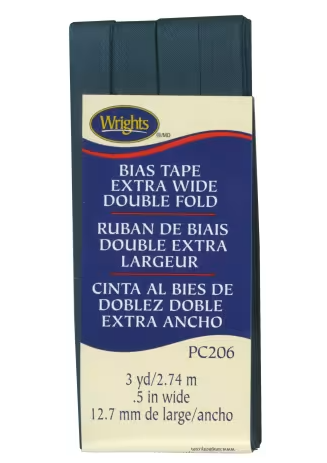 Wrights
BIAS TAPE
EXTRA WIDE
DOUBLE FOLD
RUBAN DE BIAIS
DOUBLE EXTRA
LARGEUR
CINTA AL BIES DE
DOBLEZ DOBLE
EXTRA ANCHO
PC206
3 yd/2.74 m
.5 in wide
12.7 mm de largo/ancho